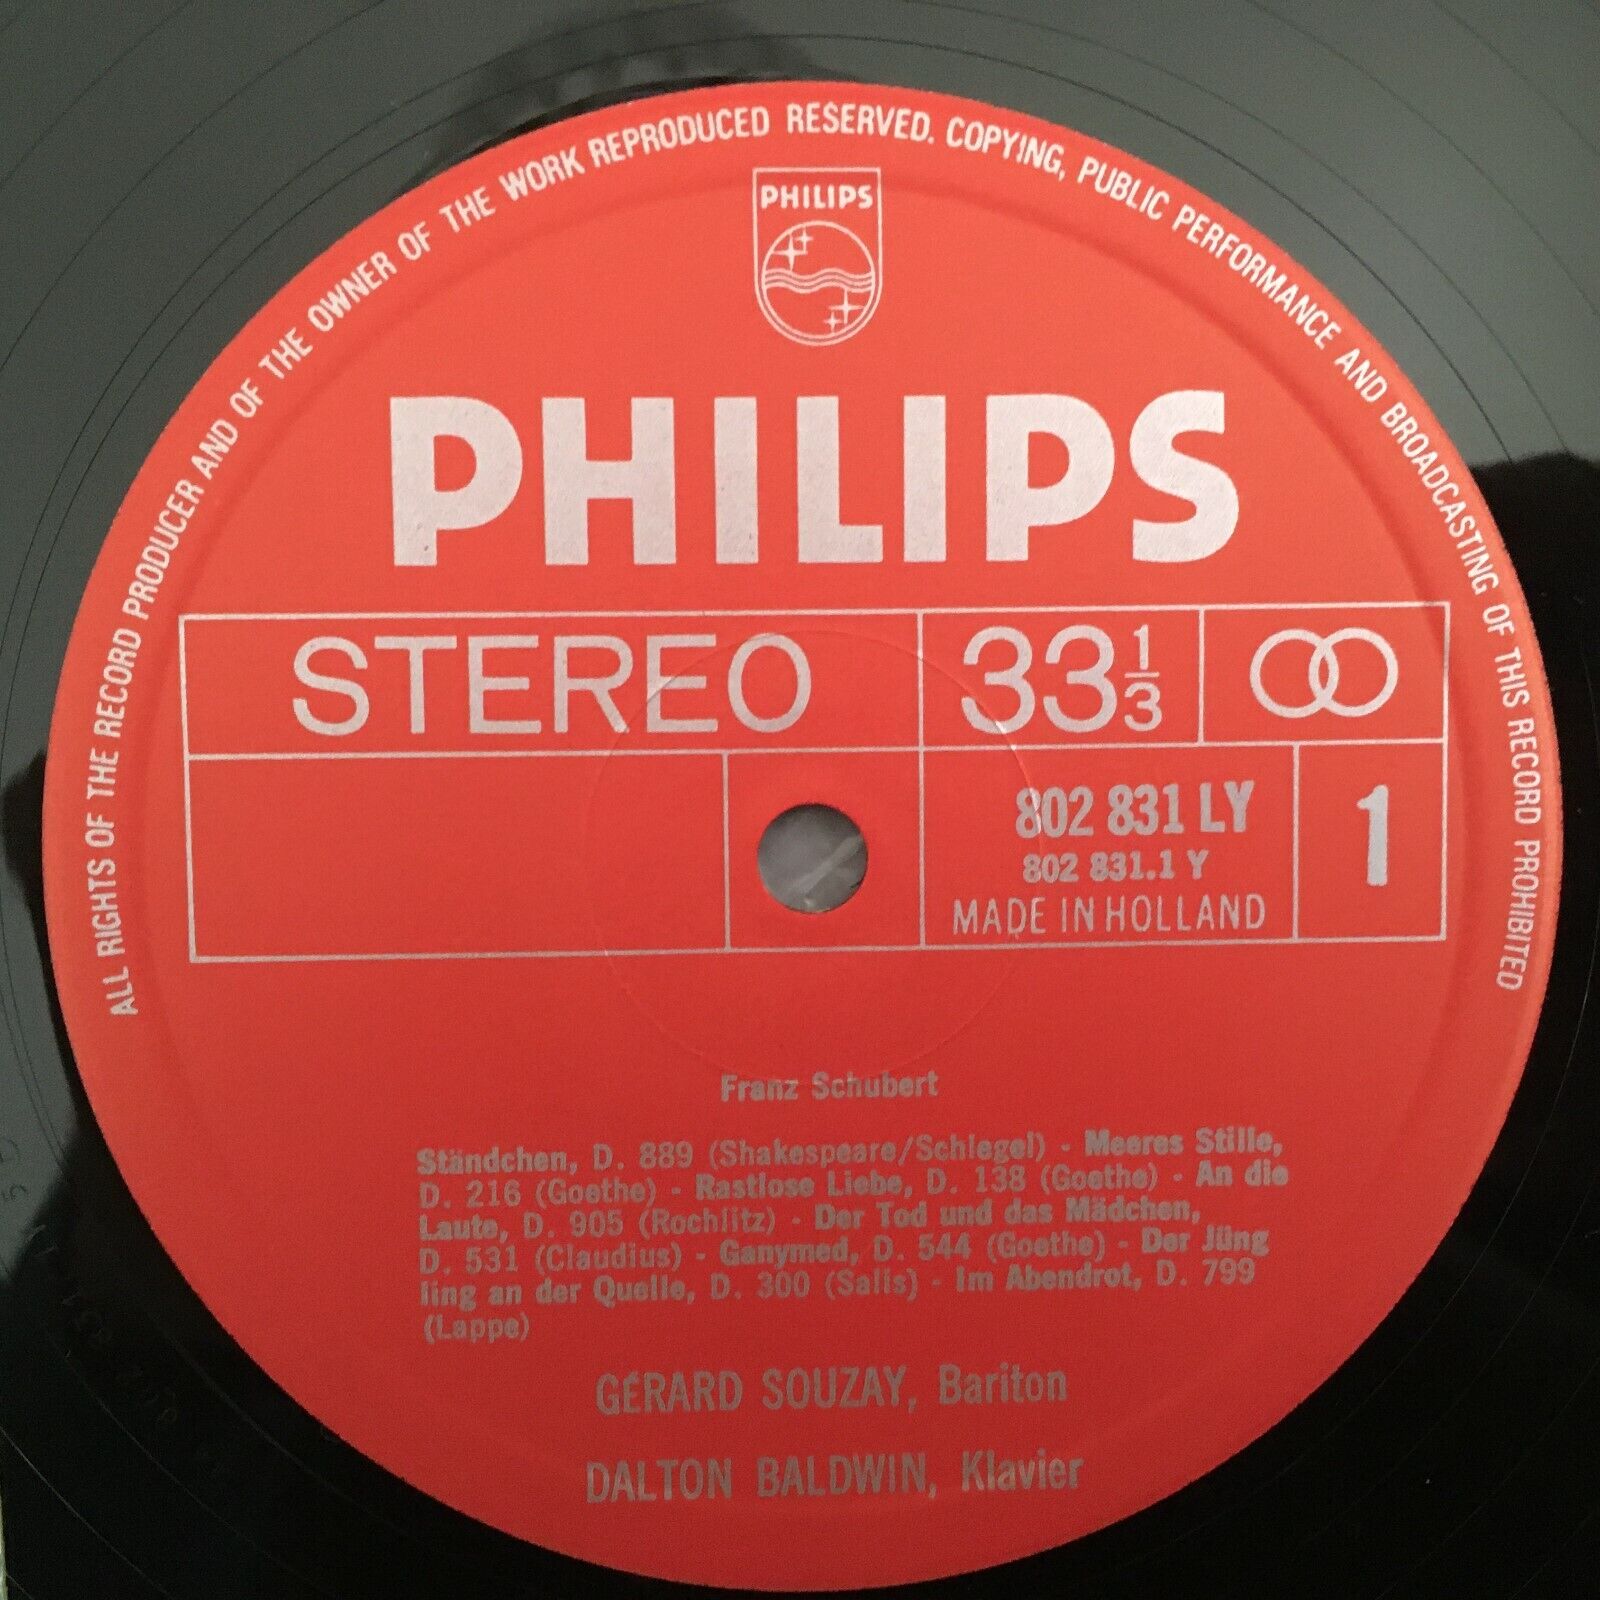 ALL RIGHTS OF THE RECORD PRODUCER AND OF THE OWNER OF THE WORK REPRODUCED RESERVED. COPYING, PUBLIC PERFORMANCE AND BROADCASTING OF THIS RECORD PROHIBITED
PHILIPS
PHILIPS
STEREO 33 1/3
802 831 LY 1
802 831.1 Y
MADE IN HOLLAND
Franz Schubert
Ständchen, D. 889 (Shakespeare/Schlegel) - Meeres Stille,
D. 216 (Goethe) - Rastlose Liebe, D. 138 (Goethe) - An die
Laute, D. 905 (Rochlitz) - Der Tod und das Mädchen,
D. 531 (Claudius) - Ganymed, D. 544 (Goethe) - Der Jüng
ling an der Quelle, D. 300 (Salis) - Im Abendrot, D. 799
(Lappe)
GÉRARD SOUZAY, Bariton
DALTON BALDWIN, Klavier